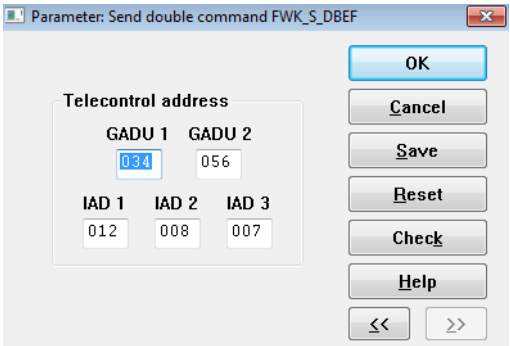 Parameter: Send double command FWK_S_DBEF
Telecontrol address
GADU 1 GADU 2
034 056
IAD 1 IAD 2 IAD 3
012 008 007
OK
Cancel
Save
Reset
Check
Help
<< >>